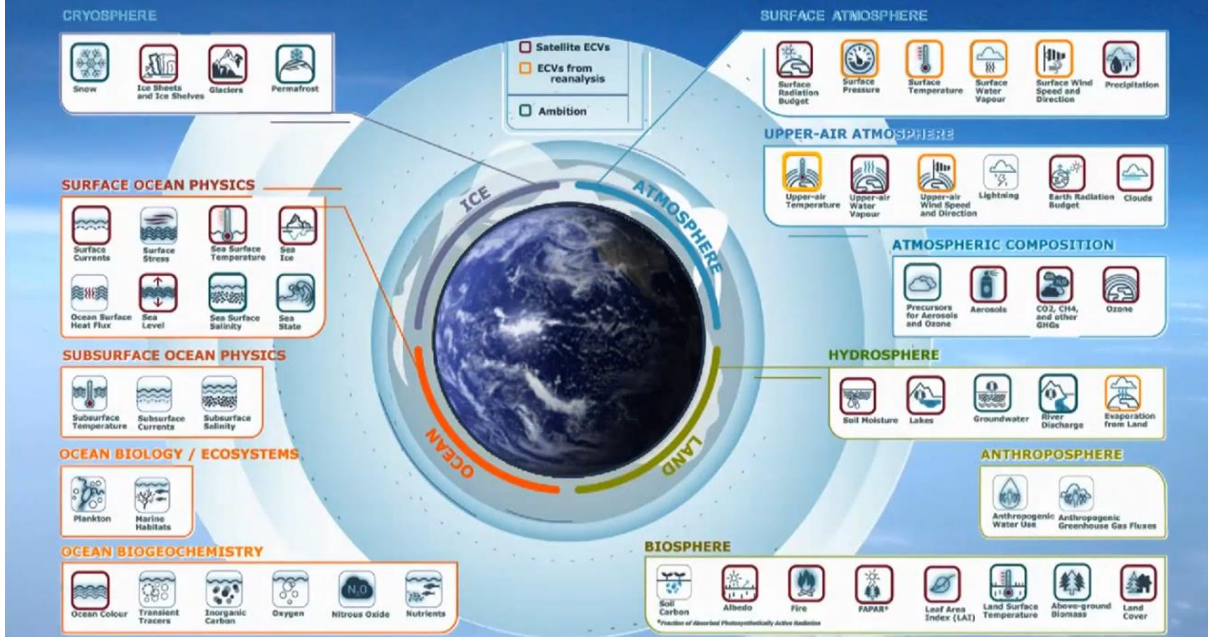 CRYOSPHERE
Snow
Ice Sheets
and Ice Shelves
Glaciers
Permafrost
Satellite ECVs
ECVs from
reanalysis
Ambition
SURFACE ATMOSPHERE
Surface
Radiation
Budget
Surface
Pressure
Surface
Temperature
Surface
Water
Vapour
Surface Wind
Speed and
Direction
Precipitation
UPPER-AIR ATMOSPHERE
Upper-air
Temperature
Upper-air
Water
Vapour
Upper-air
Wind Speed
and Direction
Lightning
Earth Radiation
Budget
Clouds
ATMOSPHERIC COMPOSITION
Precursors
for Aerosols
and Ozone
Aerosols
CO2, CH4,
and other
GHGs
Ozone
ICE
ATMOSPHERE
OCEAN
LAND
SURFACE OCEAN PHYSICS
Surface
Currents
Surface
Stress
Sea Surface
Temperature
Sea
Ice
Ocean Surface
Heat Flux
Sea
Level
Sea Surface
Salinity
Sea
State
SUBSURFACE OCEAN PHYSICS
Subsurface
Temperature
Subsurface
Currents
Subsurface
Salinity
HYDROSPHERE
Soil Moisture
Lakes
Groundwater
River
Discharge
Evaporation
from Land
OCEAN BIOLOGY / ECOSYSTEMS
Plankton
Marine
Habitats
ANTHROPOSPHERE
Anthropogenic
Water Use
Anthropogenic
Greenhouse Gas Fluxes
OCEAN BIOGEOCHEMISTRY
Ocean Colour
Transient
Tracers
Inorganic
Carbon
Oxygen
N2O
Nitrous Oxide
Nutrients
BIOSPHERE
Soil
Carbon
Albedo
Fire
FAPAR*
Leaf Area
Index (LAI)
Land Surface
Temperature
Above-ground
Biomass
Land
Cover
*Fraction of Absorbed Photosynthetically Active Radiation